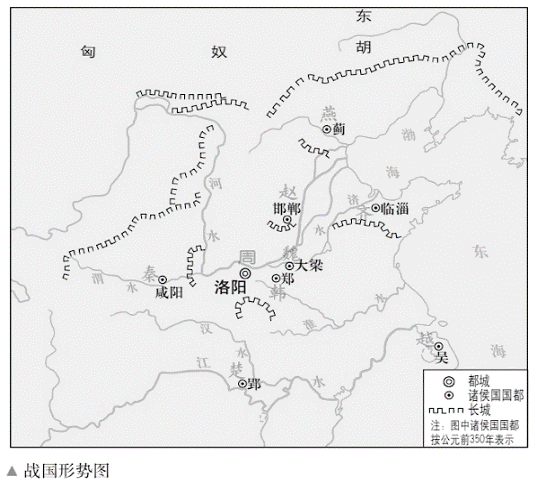 东
胡
匈
奴
燕
蓟
渤
海
赵
邯郸
河
水
济
水
齐
临淄
周
洛阳
魏
大梁
郑
韩
秦
咸阳
渭
水
东
海
淮
水
汉
水
江
水
楚
郢
越
吴
都城
诸侯国国都
长城
注：图中诸侯国国都
按公元前350年表示
▲ 战国形势图